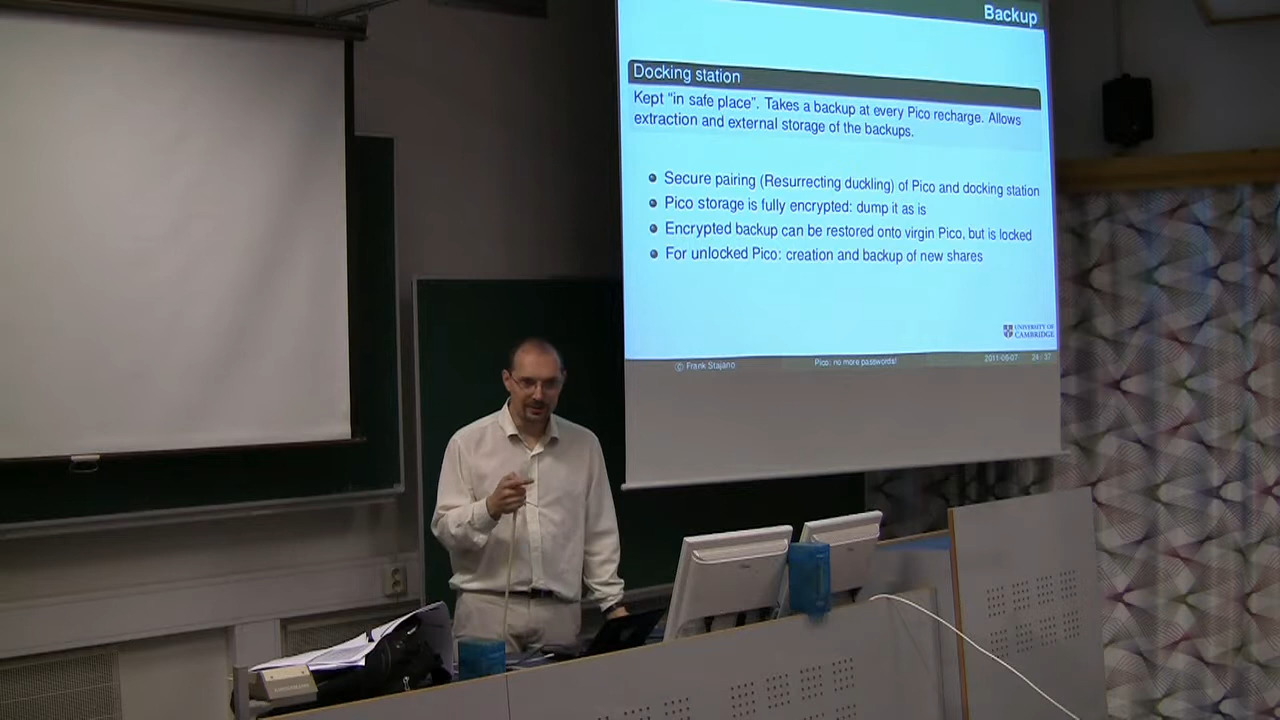 Backup
Docking station
Kept "in safe place". Takes a backup at every Pico recharge. Allows
extraction and external storage of the backups.
Secure pairing (Resurrecting duckling) of Pico and docking station
Pico storage is fully encrypted: dump it as is
Encrypted backup can be restored onto virgin Pico, but is locked
For unlocked Pico: creation and backup of new shares
UNIVERSITY OF
CAMBRIDGE
© Frank Stajano
Pico: no more passwords!
2011-06-07
24 / 37